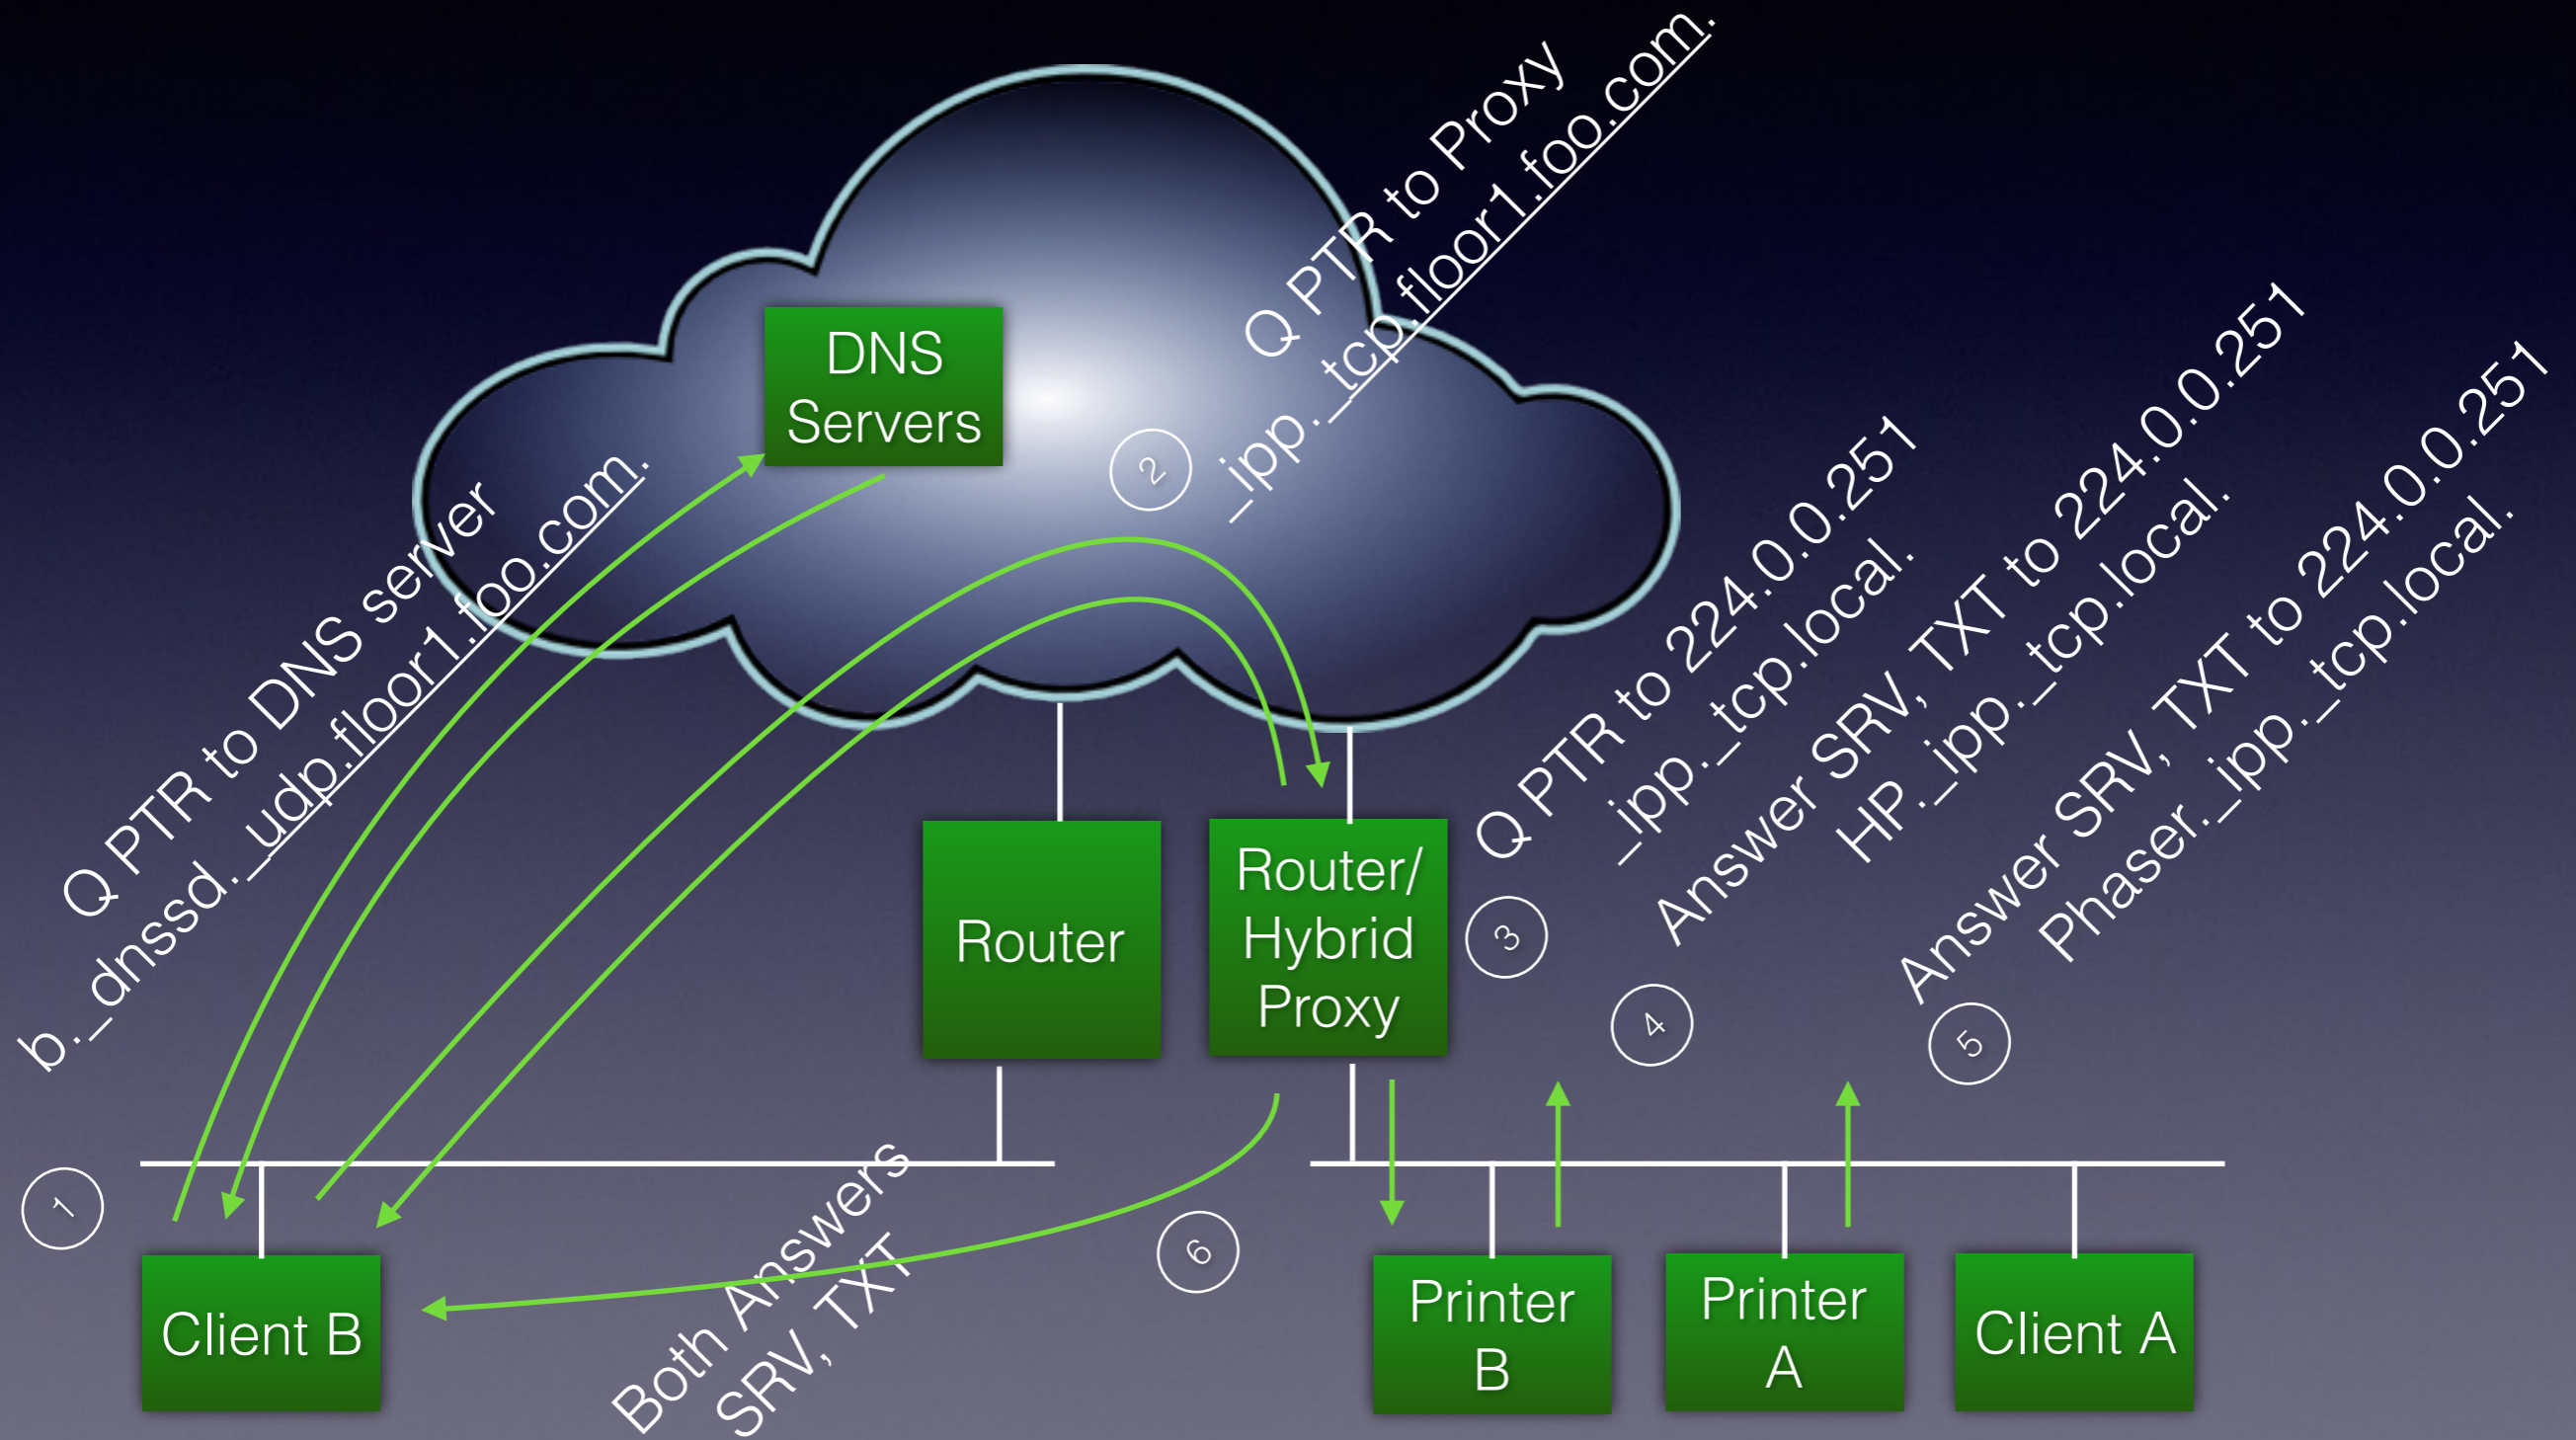 Q PTR to Proxy
_ipp._tcp.floor1.foo.com.
DNS
Servers
2
Q PTR to DNS server
b._dnssd._udp.floor1.foo.com.
Q PTR to 224.0.0.251
_ipp._tcp.local.
Answer SRV, TXT to 224.0.0.251
HP._ipp._tcp.local.
Answer SRV, TXT to 224.0.0.251
Phaser._ipp._tcp.local.
Router
Router/
Hybrid
Proxy
3
4
5
1
6
Both Answers
SRV, TXT
Client B
Printer
B
Printer
A
Client A